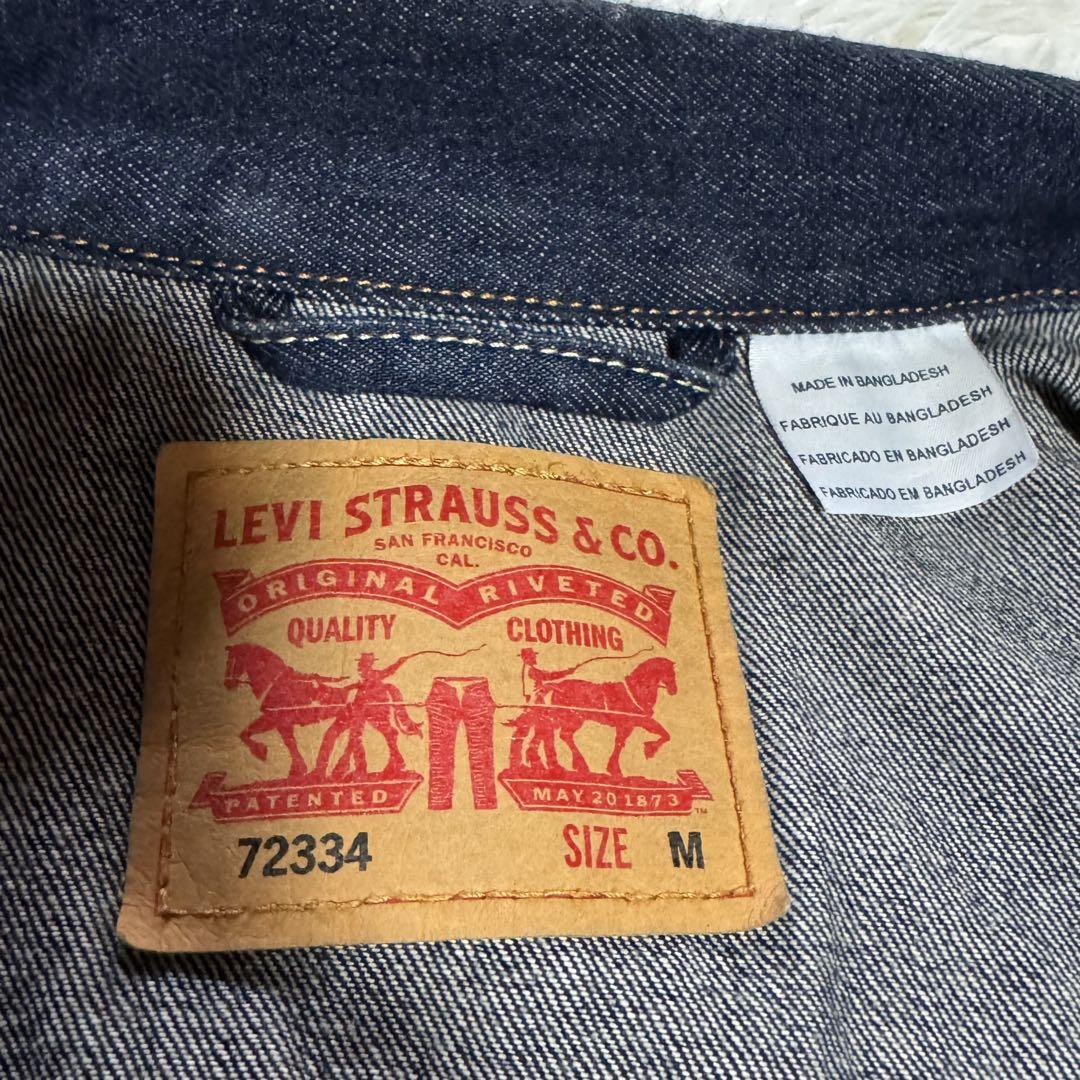 LEVI STRAUSS & CO.
SAN FRANCISCO
CAL.
ORIGINAL RIVETED
QUALITY CLOTHING
PATENTED MAY 20 1873 ™
72334 SIZE M
MADE IN BANGLADESH
FABRIQUE AU BANGLADESH
FABRICADO EN BANGLADESH
FABRICADO EM BANGLADESH